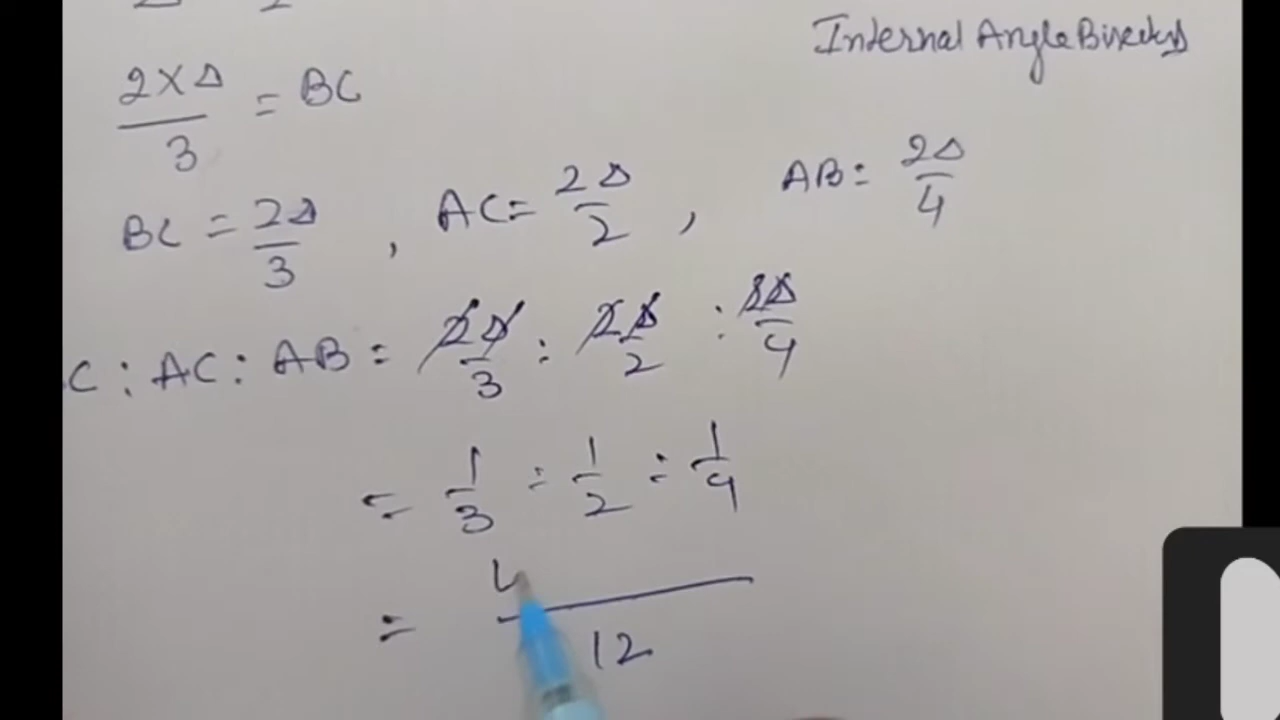 Internal Angle Bisectors
2×Δ/3 = BC
BC = 2Δ/3 , AC = 2Δ/2 , AB = 2Δ/4
C : AC : AB = 2Δ/3 : 2Δ/2 : 2Δ/4
= 1/3 : 1/2 : 1/4
= 4/12